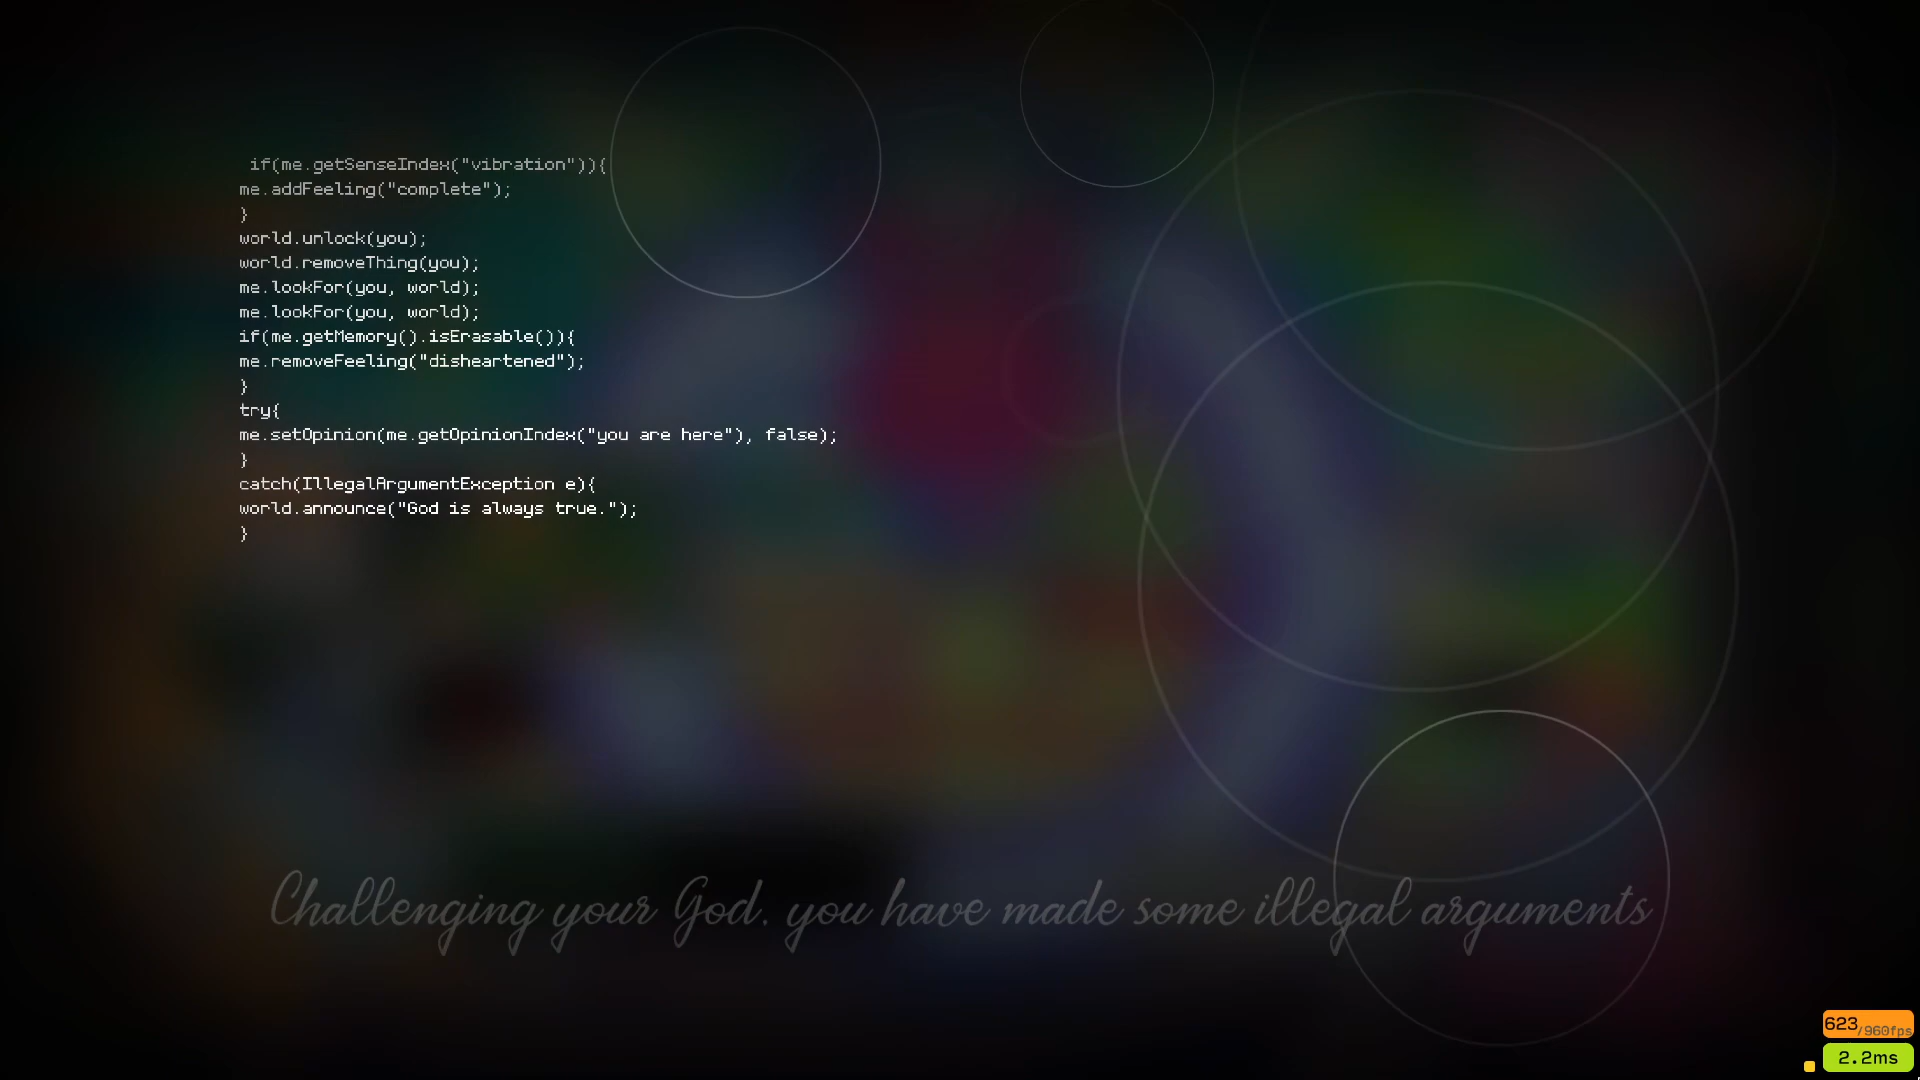 if(me.getSenseIndex("vibration")){
me.addFeeling("complete");
}
world.unlock(you);
world.removeThing(you);
me.lookFor(you, world);
me.lookFor(you, world);
if(me.getMemory().isErasable()){
me.removeFeeling("disheartened");
}
try{
me.setOpinion(me.getOpinionIndex("you are here"), false);
}
catch(IllegalArgumentException e){
world.announce("God is always true.");
}
Challenging your God, you have made some illegal arguments
623/960fps
2.2ms